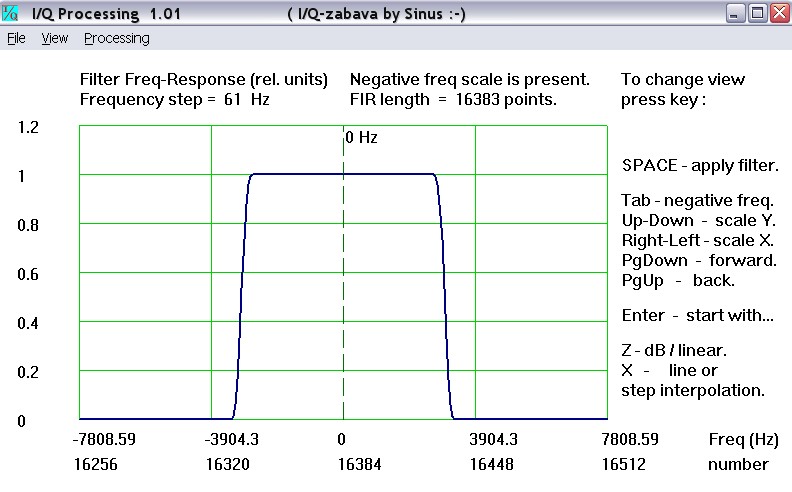 I/Q Processing 1.01 ( I/Q-zabava by Sinus :-)
File View Processing
Filter Freq-Response (rel. units) Negative freq scale is present. To change view
Frequency step = 61 Hz FIR length = 16383 points. press key :
1.2
0 Hz
SPACE - apply filter.
1
Tab - negative freq.
0.8 Up-Down - scale Y.
Right-Left - scale X.
PgDown - forward.
0.6 PgUp - back.
Enter - start with...
0.4
Z - dB / linear.
0.2 X - line or
step interpolation.
0
-7808.59 -3904.3 0 3904.3 7808.59 Freq (Hz)
16256 16320 16384 16448 16512 number